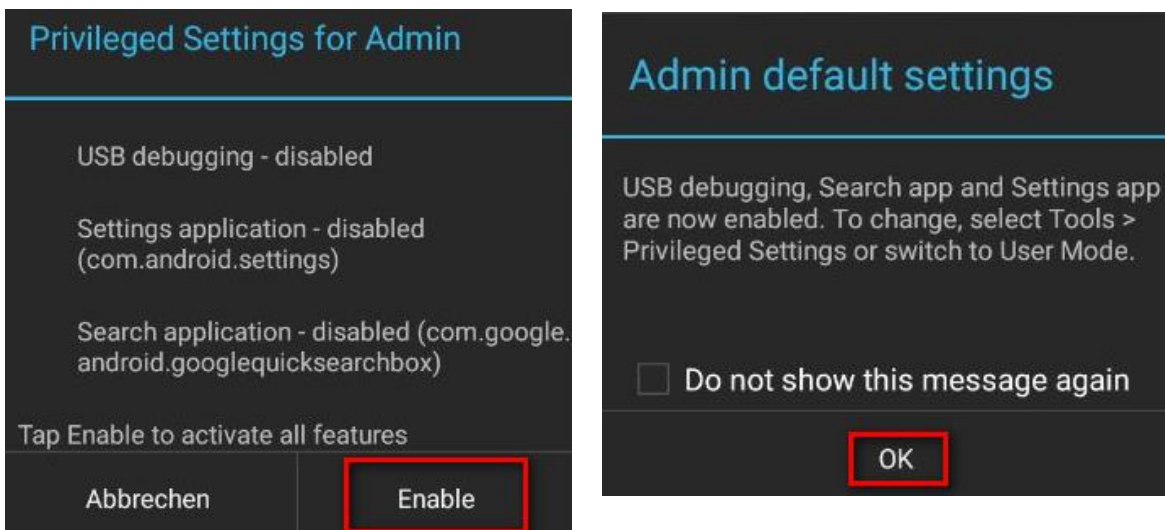 Privileged Settings for Admin
USB debugging - disabled
Settings application - disabled
(com.android.settings)
Search application - disabled (com.google.
android.googlequicksearchbox)
Tap Enable to activate all features
Abbrechen
Enable
Admin default settings
USB debugging, Search app and Settings app
are now enabled. To change, select Tools >
Privileged Settings or switch to User Mode.
Do not show this message again
OK